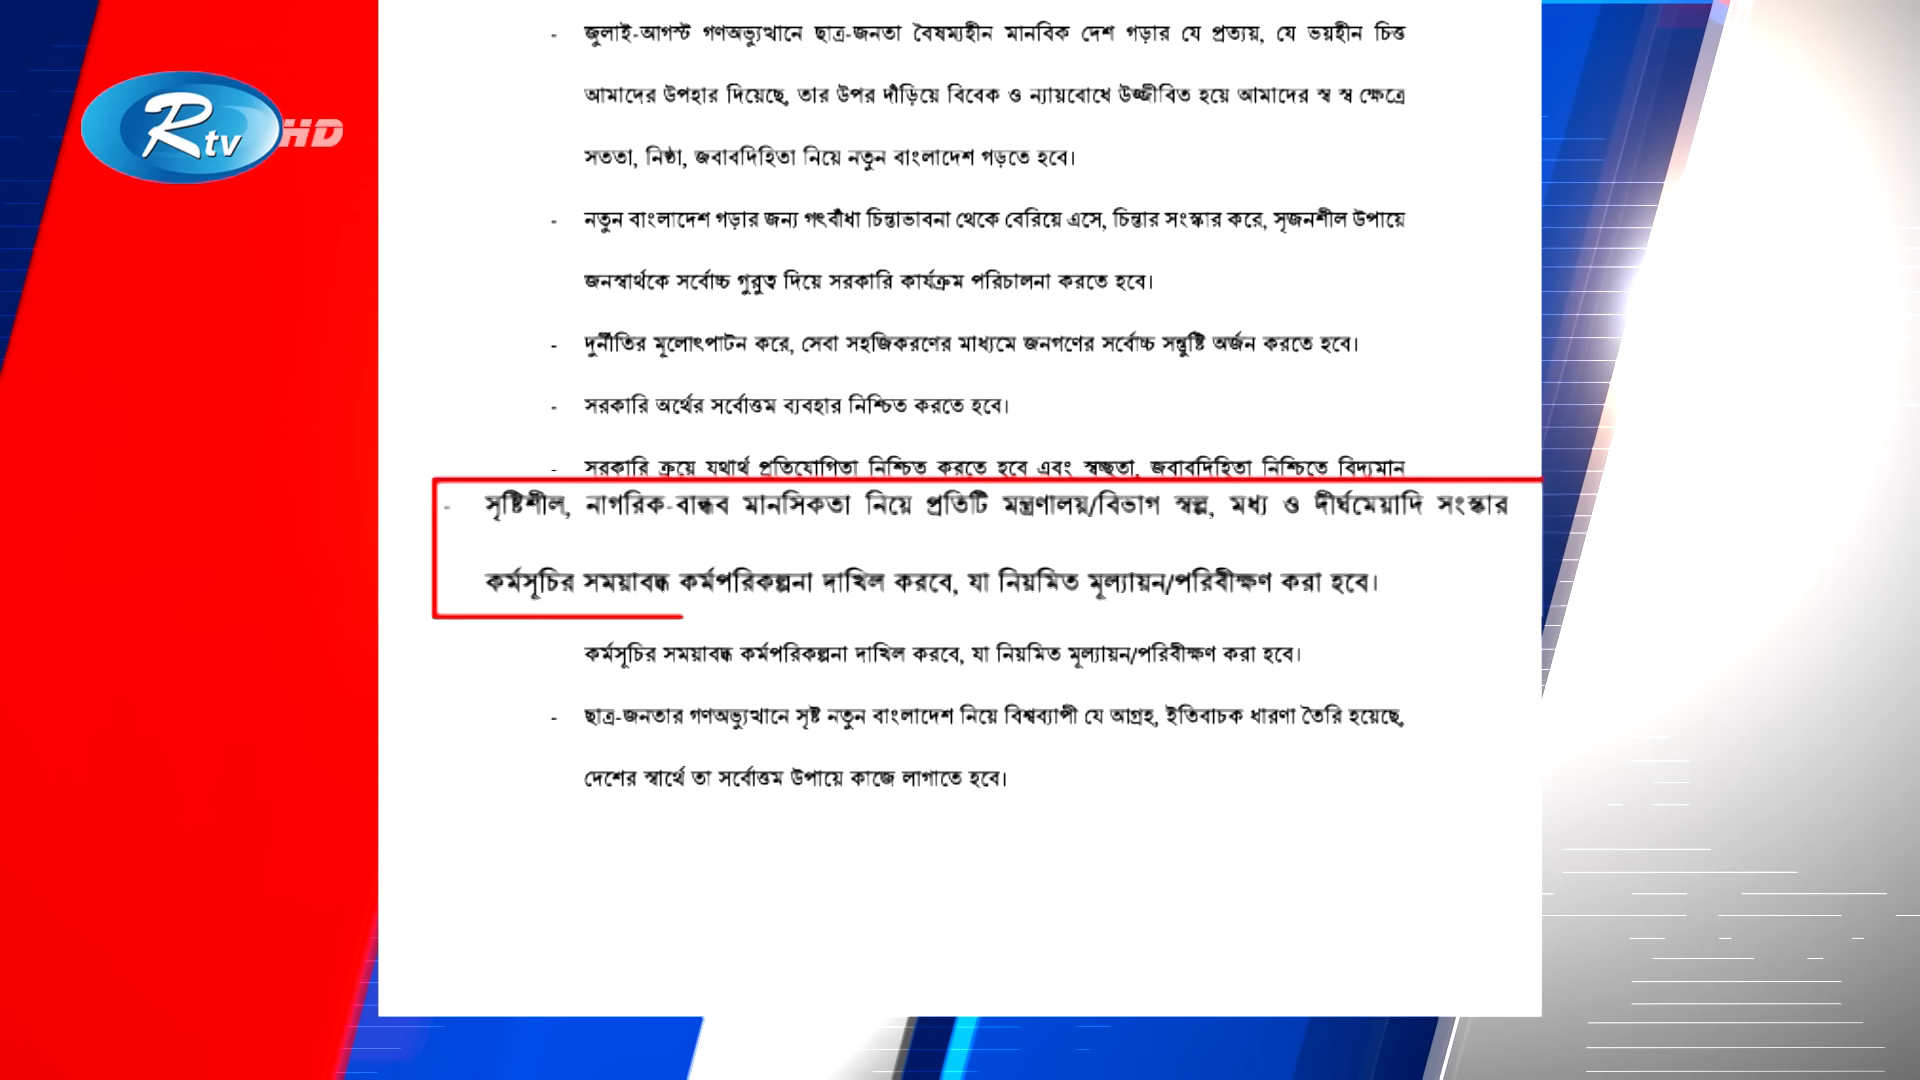 Rtv HD
- জুলাই-আগস্ট গণঅভ্যুত্থানে ছাত্র-জনতা বৈষম্যহীন মানবিক দেশ গড়ার যে প্রত্যয়, যে ভয়হীন চিত্ত
আমাদের উপহার দিয়েছে, তার উপর দাঁড়িয়ে বিবেক ও ন্যায়বোধে উজ্জীবিত হয়ে আমাদের স্ব স্ব ক্ষেত্রে
সততা, নিষ্ঠা, জবাবদিহিতা নিয়ে নতুন বাংলাদেশ গড়তে হবে।
- নতুন বাংলাদেশ গড়ার জন্য গৎবাঁধা চিন্তাভাবনা থেকে বেরিয়ে এসে, চিন্তার সংস্কার করে, সৃজনশীল উপায়ে
জনস্বার্থকে সর্বোচ্চ গুরুত্ব দিয়ে সরকারি কার্যক্রম পরিচালনা করতে হবে।
- দুর্নীতির মূলোৎপাটন করে, সেবা সহজিকরণের মাধ্যমে জনগণের সর্বোচ্চ সন্তুষ্টি অর্জন করতে হবে।
- সরকারি অর্থের সর্বোত্তম ব্যবহার নিশ্চিত করতে হবে।
- সরকারি ক্রয়ে যথার্থ প্রতিযোগিতা নিশ্চিত করতে হবে এবং স্বচ্ছতা, জবাবদিহিতা নিশ্চিতে বিদ্যমান
- সৃষ্টিশীল, নাগরিক-বান্ধব মানসিকতা নিয়ে প্রতিটি মন্ত্রণালয়/বিভাগ স্বল্প, মধ্য ও দীর্ঘমেয়াদি সংস্কার
কর্মসূচির সময়াবদ্ধ কর্মপরিকল্পনা দাখিল করবে, যা নিয়মিত মূল্যায়ন/পরিবীক্ষণ করা হবে।
কর্মসূচির সময়াবদ্ধ কর্মপরিকল্পনা দাখিল করবে, যা নিয়মিত মূল্যায়ন/পরিবীক্ষণ করা হবে।
- ছাত্র-জনতার গণঅভ্যুত্থানে সৃষ্ট নতুন বাংলাদেশ নিয়ে বিশ্বব্যাপী যে আগ্রহ, ইতিবাচক ধারণা তৈরি হয়েছে,
দেশের স্বার্থে তা সর্বোত্তম উপায়ে কাজে লাগাতে হবে।